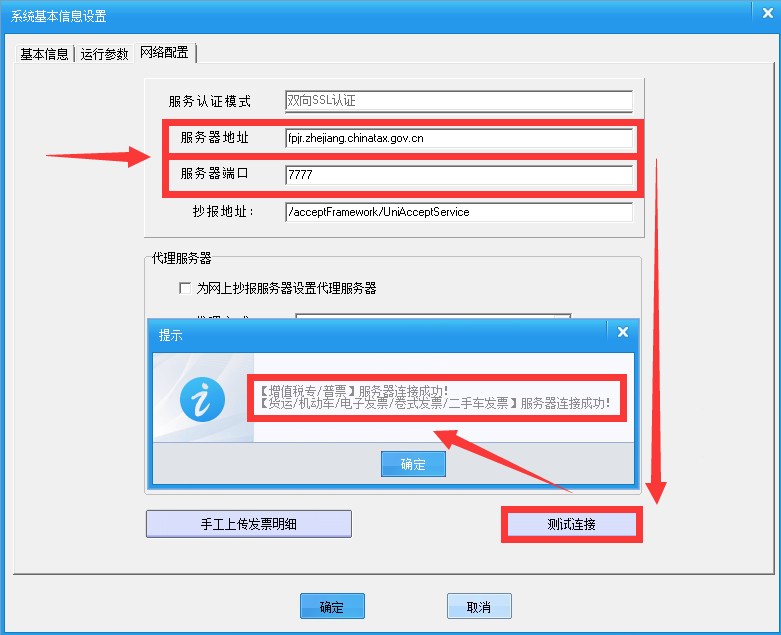 系统基本信息设置
基本信息 运行参数 网络配置
服务认证模式 双向SSL认证
服务器地址 fpjr.zhejiang.chinatax.gov.cn
服务器端口 7777
抄报地址： /acceptFramework/UniAcceptService
代理服务器
为网上抄报服务器设置代理服务器
提示
【增值税专/普票】服务器连接成功！
【货运/机动车/电子发票/卷式发票/二手车发票】服务器连接成功！
确定
手工上传发票明细 测试连接
确定 取消